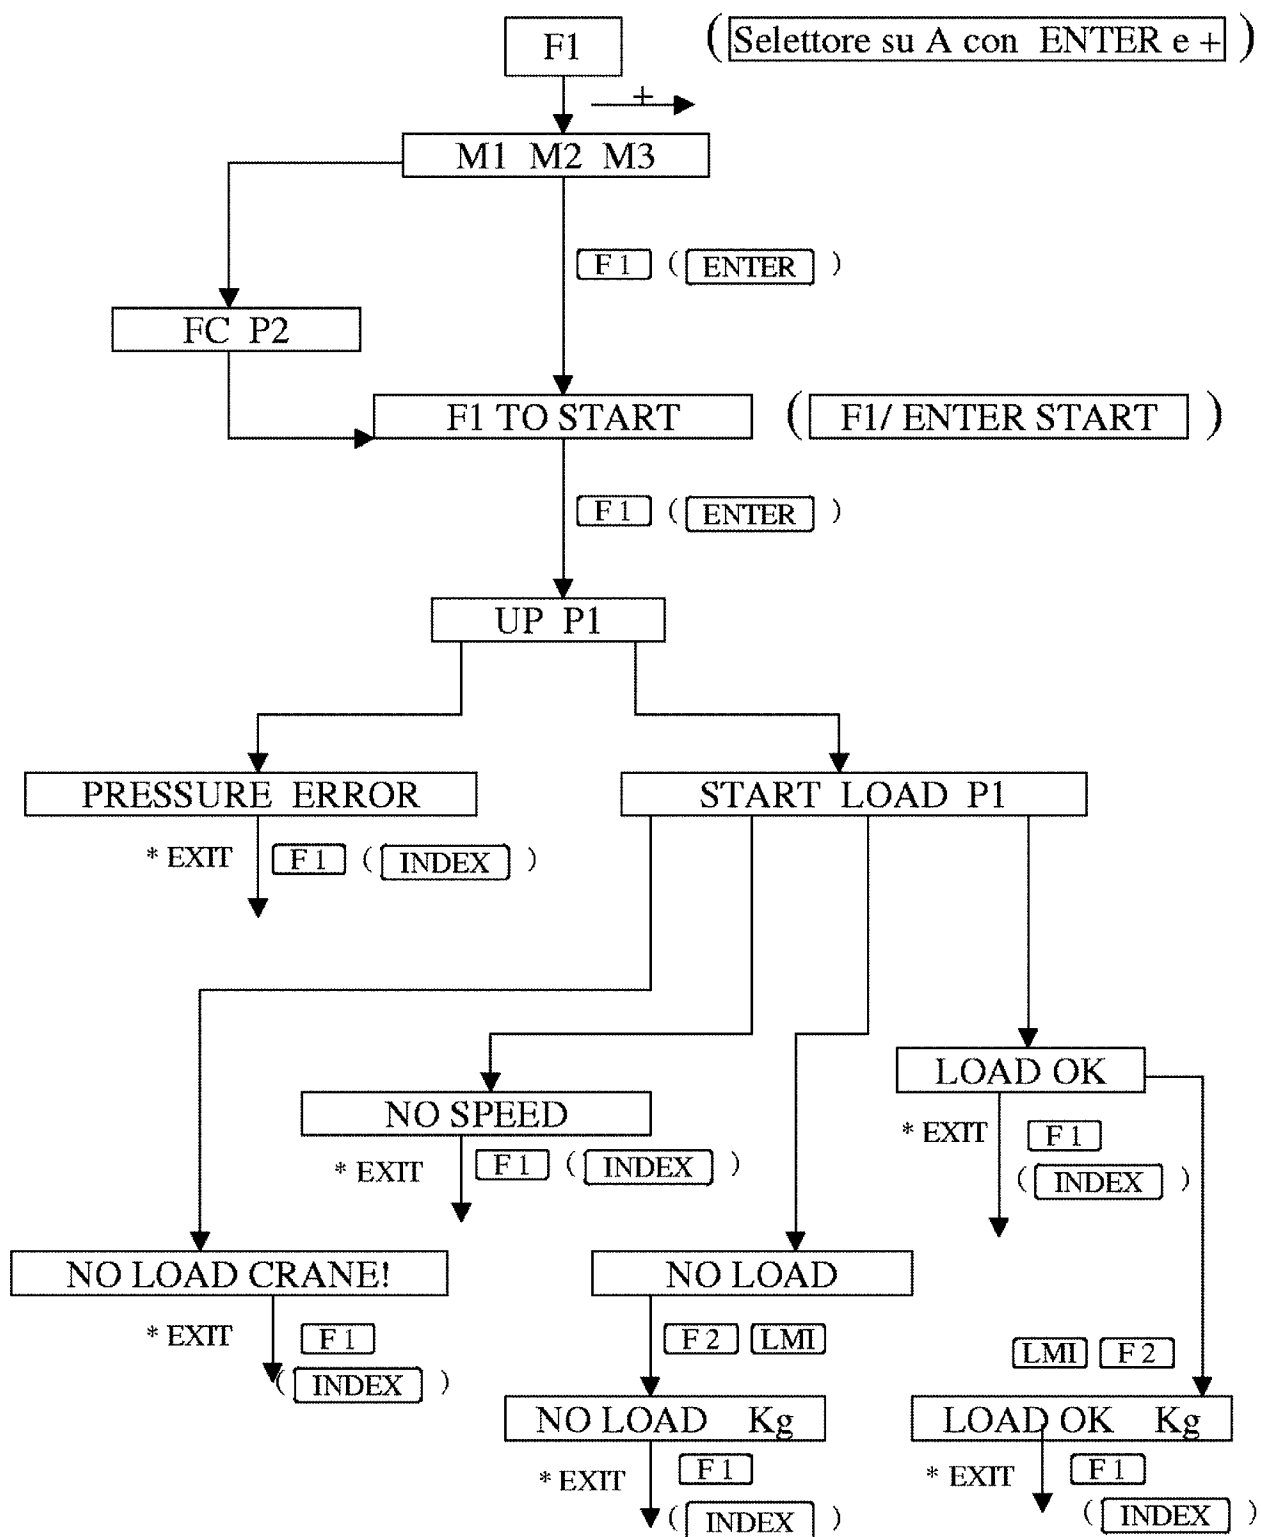 F1 ( Selettore su A con ENTER e + )
+
M1 M2 M3
F1 ( ENTER )
FC P2
F1 TO START ( F1/ ENTER START )
F1 ( ENTER )
UP P1
PRESSURE ERROR START LOAD P1
* EXIT F1 ( INDEX )
LOAD OK
NO SPEED
* EXIT F1
* EXIT F1 ( INDEX )
( INDEX )
NO LOAD CRANE! NO LOAD
* EXIT F1 F2 LMI
LMI F2
( INDEX )
NO LOAD Kg LOAD OK Kg
* EXIT F1 * EXIT F1
( INDEX ) ( INDEX )